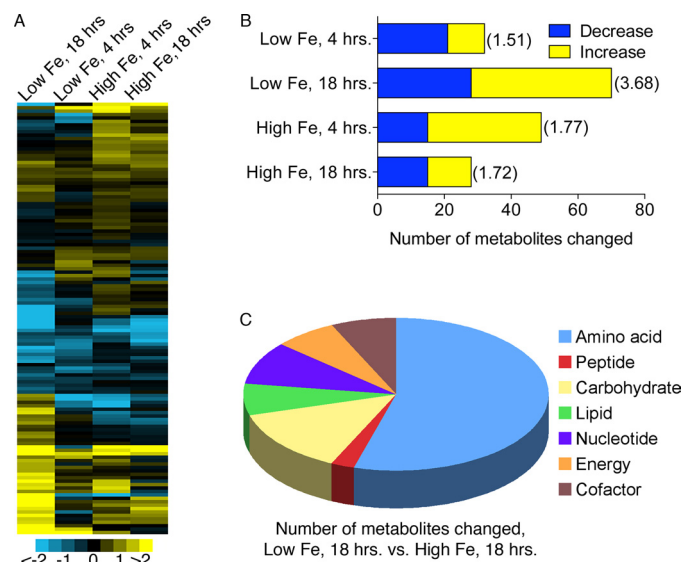 A
Low Fe, 18 hrs
Low Fe, 4 hrs
High Fe, 4 hrs
High Fe, 18 hrs
<-2 -1 0 1 >2
B
Decrease
Increase
Low Fe, 4 hrs.
(1.51)
Low Fe, 18 hrs.
(3.68)
High Fe, 4 hrs.
(1.77)
High Fe, 18 hrs.
(1.72)
0 20 40 60 80
Number of metabolites changed
C
Amino acid
Peptide
Carbohydrate
Lipid
Nucleotide
Energy
Cofactor
Number of metabolites changed,
Low Fe, 18 hrs. vs. High Fe, 18 hrs.